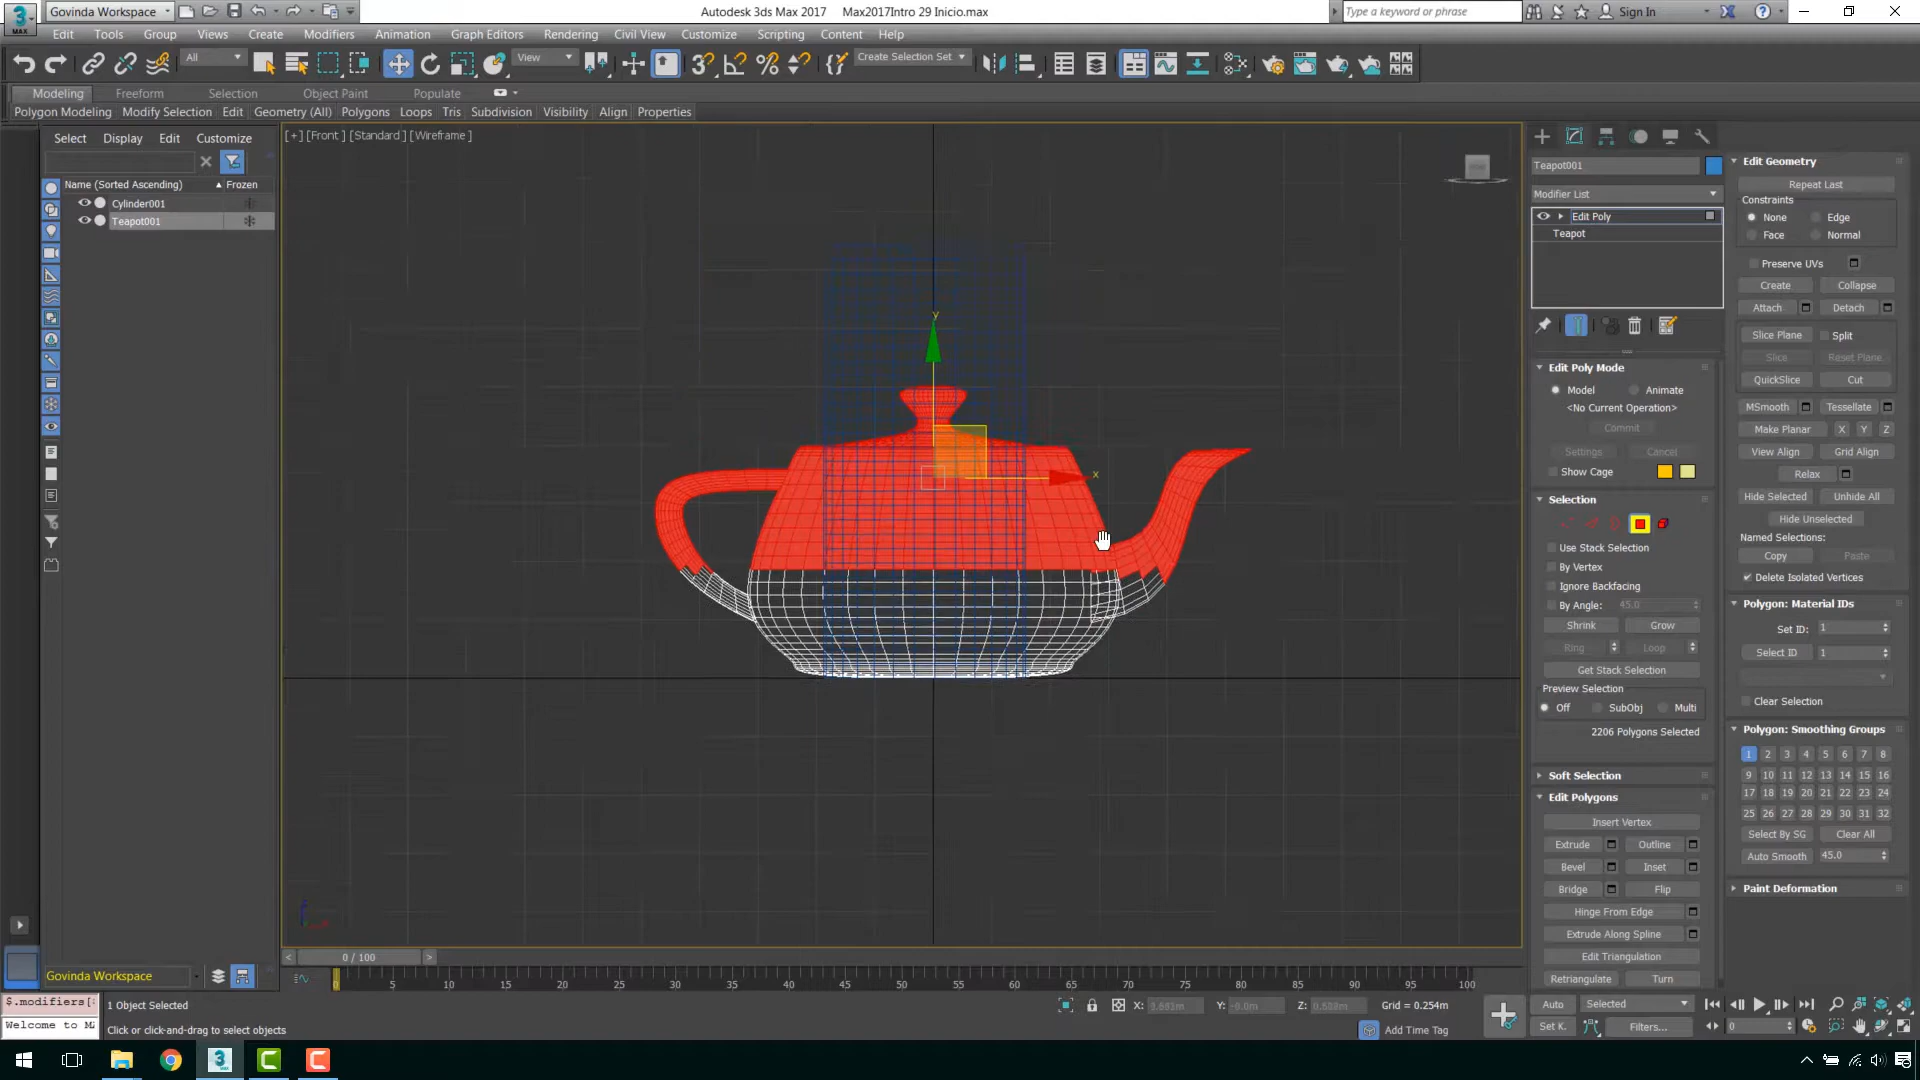 Govinda Workspace
Autodesk 3ds Max 2017 Max2017Intro 29 Inicio.max
Type a keyword or phrase
Sign In
MAX
Edit Tools Group Views Create Modifiers Animation Graph Editors Rendering Civil View Customize Scripting Content Help
All
View
Create Selection Set
Modeling Freeform Selection Object Paint Populate
Polygon Modeling Modify Selection Edit Geometry (All) Polygons Loops Tris Subdivision Visibility Align Properties
Select Display Edit Customize
Name (Sorted Ascending) Frozen
Cylinder001
Teapot001
[+] [Front ] [Standard ] [Wireframe ]
y
x
Teapot001
Modifier List
Edit Poly
Teapot
Edit Poly Mode
Model Animate
<No Current Operation>
Commit
Settings Cancel
Show Cage
Selection
Use Stack Selection
By Vertex
Ignore Backfacing
By Angle: 45.0
Shrink Grow
Ring Loop
Get Stack Selection
Preview Selection
Off SubObj Multi
2206 Polygons Selected
Soft Selection
Edit Polygons
Insert Vertex
Extrude Outline
Bevel Inset
Bridge Flip
Hinge From Edge
Extrude Along Spline
Edit Triangulation
Retriangulate Turn
Edit Geometry
Repeat Last
Constraints
None Edge
Face Normal
Preserve UVs
Create Collapse
Attach Detach
Slice Plane Split
Slice Reset Plane
QuickSlice Cut
MSmooth Tessellate
Make Planar X Y Z
View Align Grid Align
Relax
Hide Selected Unhide All
Hide Unselected
Named Selections:
Copy Paste
Delete Isolated Vertices
Polygon: Material IDs
Set ID: 1
Select ID 1
Clear Selection
Polygon: Smoothing Groups
1 2 3 4 5 6 7 8
9 10 11 12 13 14 15 16
17 18 19 20 21 22 23 24
25 26 27 28 29 30 31 32
Select By SG Clear All
Auto Smooth 45.0
Paint Deformation
< 0 / 100 >
0 5 10 15 20 25 30 35 40 45 50 55 60 65 70 75 80 85 90 95 100
Govinda Workspace
$.modifiers[
Welcome to
1 Object Selected
Click or click-and-drag to select objects
X: Y: -0.0m Z: Grid = 0.254m
Add Time Tag
Auto Selected
Set K. Filters...
0